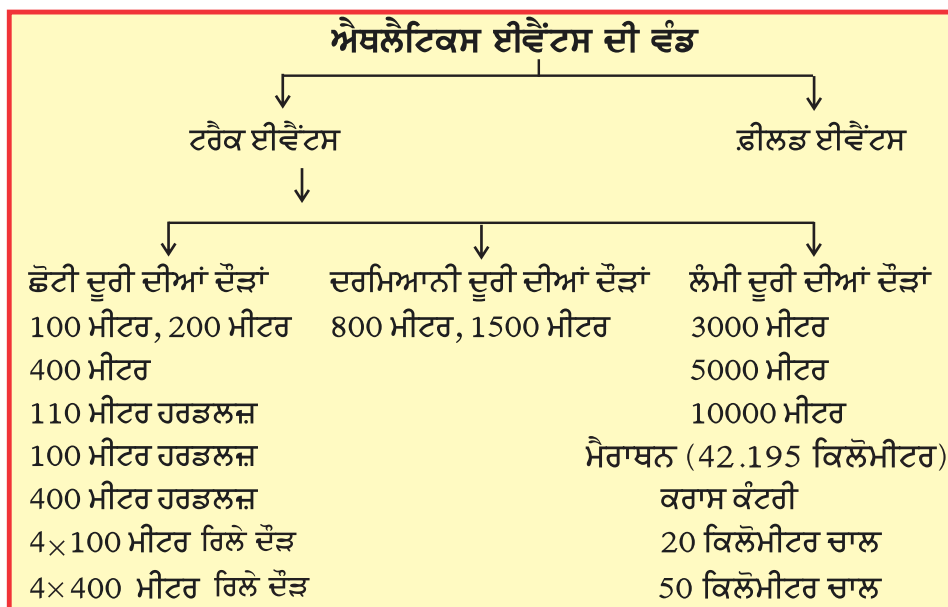 ਐਥਲੈਟਿਕਸ ਈਵੈਂਟਸ ਦੀ ਵੰਡ
ਟਰੈਕ ਈਵੈਂਟਸ
ਫ਼ੀਲਡ ਈਵੈਂਟਸ
ਛੋਟੀ ਦੂਰੀ ਦੀਆਂ ਦੌੜਾਂ
100 ਮੀਟਰ, 200 ਮੀਟਰ
400 ਮੀਟਰ
110 ਮੀਟਰ ਹਰਡਲਜ਼
100 ਮੀਟਰ ਹਰਡਲਜ਼
400 ਮੀਟਰ ਹਰਡਲਜ਼
4×100 ਮੀਟਰ ਰਿਲੇ ਦੌੜ
4×400 ਮੀਟਰ ਰਿਲੇ ਦੌੜ
ਦਰਮਿਆਨੀ ਦੂਰੀ ਦੀਆਂ ਦੌੜਾਂ
800 ਮੀਟਰ, 1500 ਮੀਟਰ
ਲੰਮੀ ਦੂਰੀ ਦੀਆਂ ਦੌੜਾਂ
3000 ਮੀਟਰ
5000 ਮੀਟਰ
10000 ਮੀਟਰ
ਮੈਰਾਥਨ (42.195 ਕਿਲੋਮੀਟਰ)
ਕਰਾਸ ਕੰਟਰੀ
20 ਕਿਲੋਮੀਟਰ ਚਾਲ
50 ਕਿਲੋਮੀਟਰ ਚਾਲ